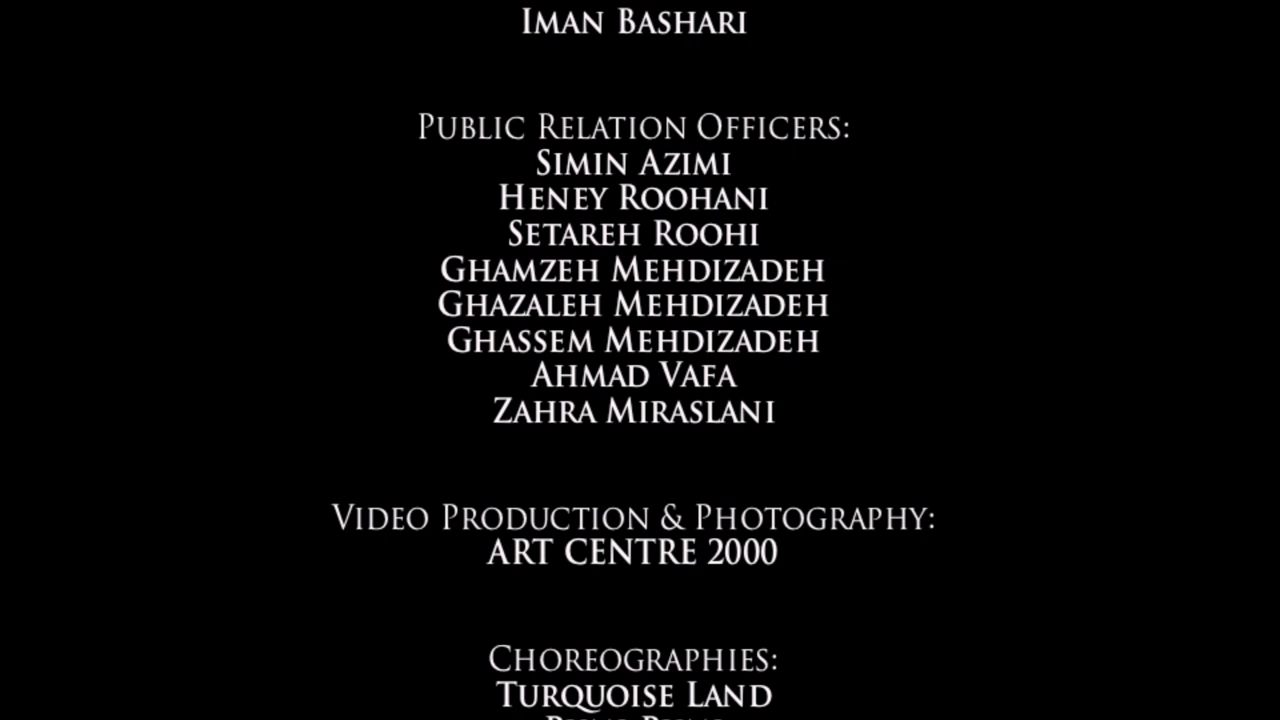 Iman Bashari
Public Relation Officers:
Simin Azimi
Heney Roohani
Setareh Roohi
Ghamzeh Mehdizadeh
Ghazaleh Mehdizadeh
Ghassem Mehdizadeh
Ahmad Vafa
Zahra Miraslani
Video Production & Photography:
ART CENTRE 2000
Choreographies:
Turquoise Land